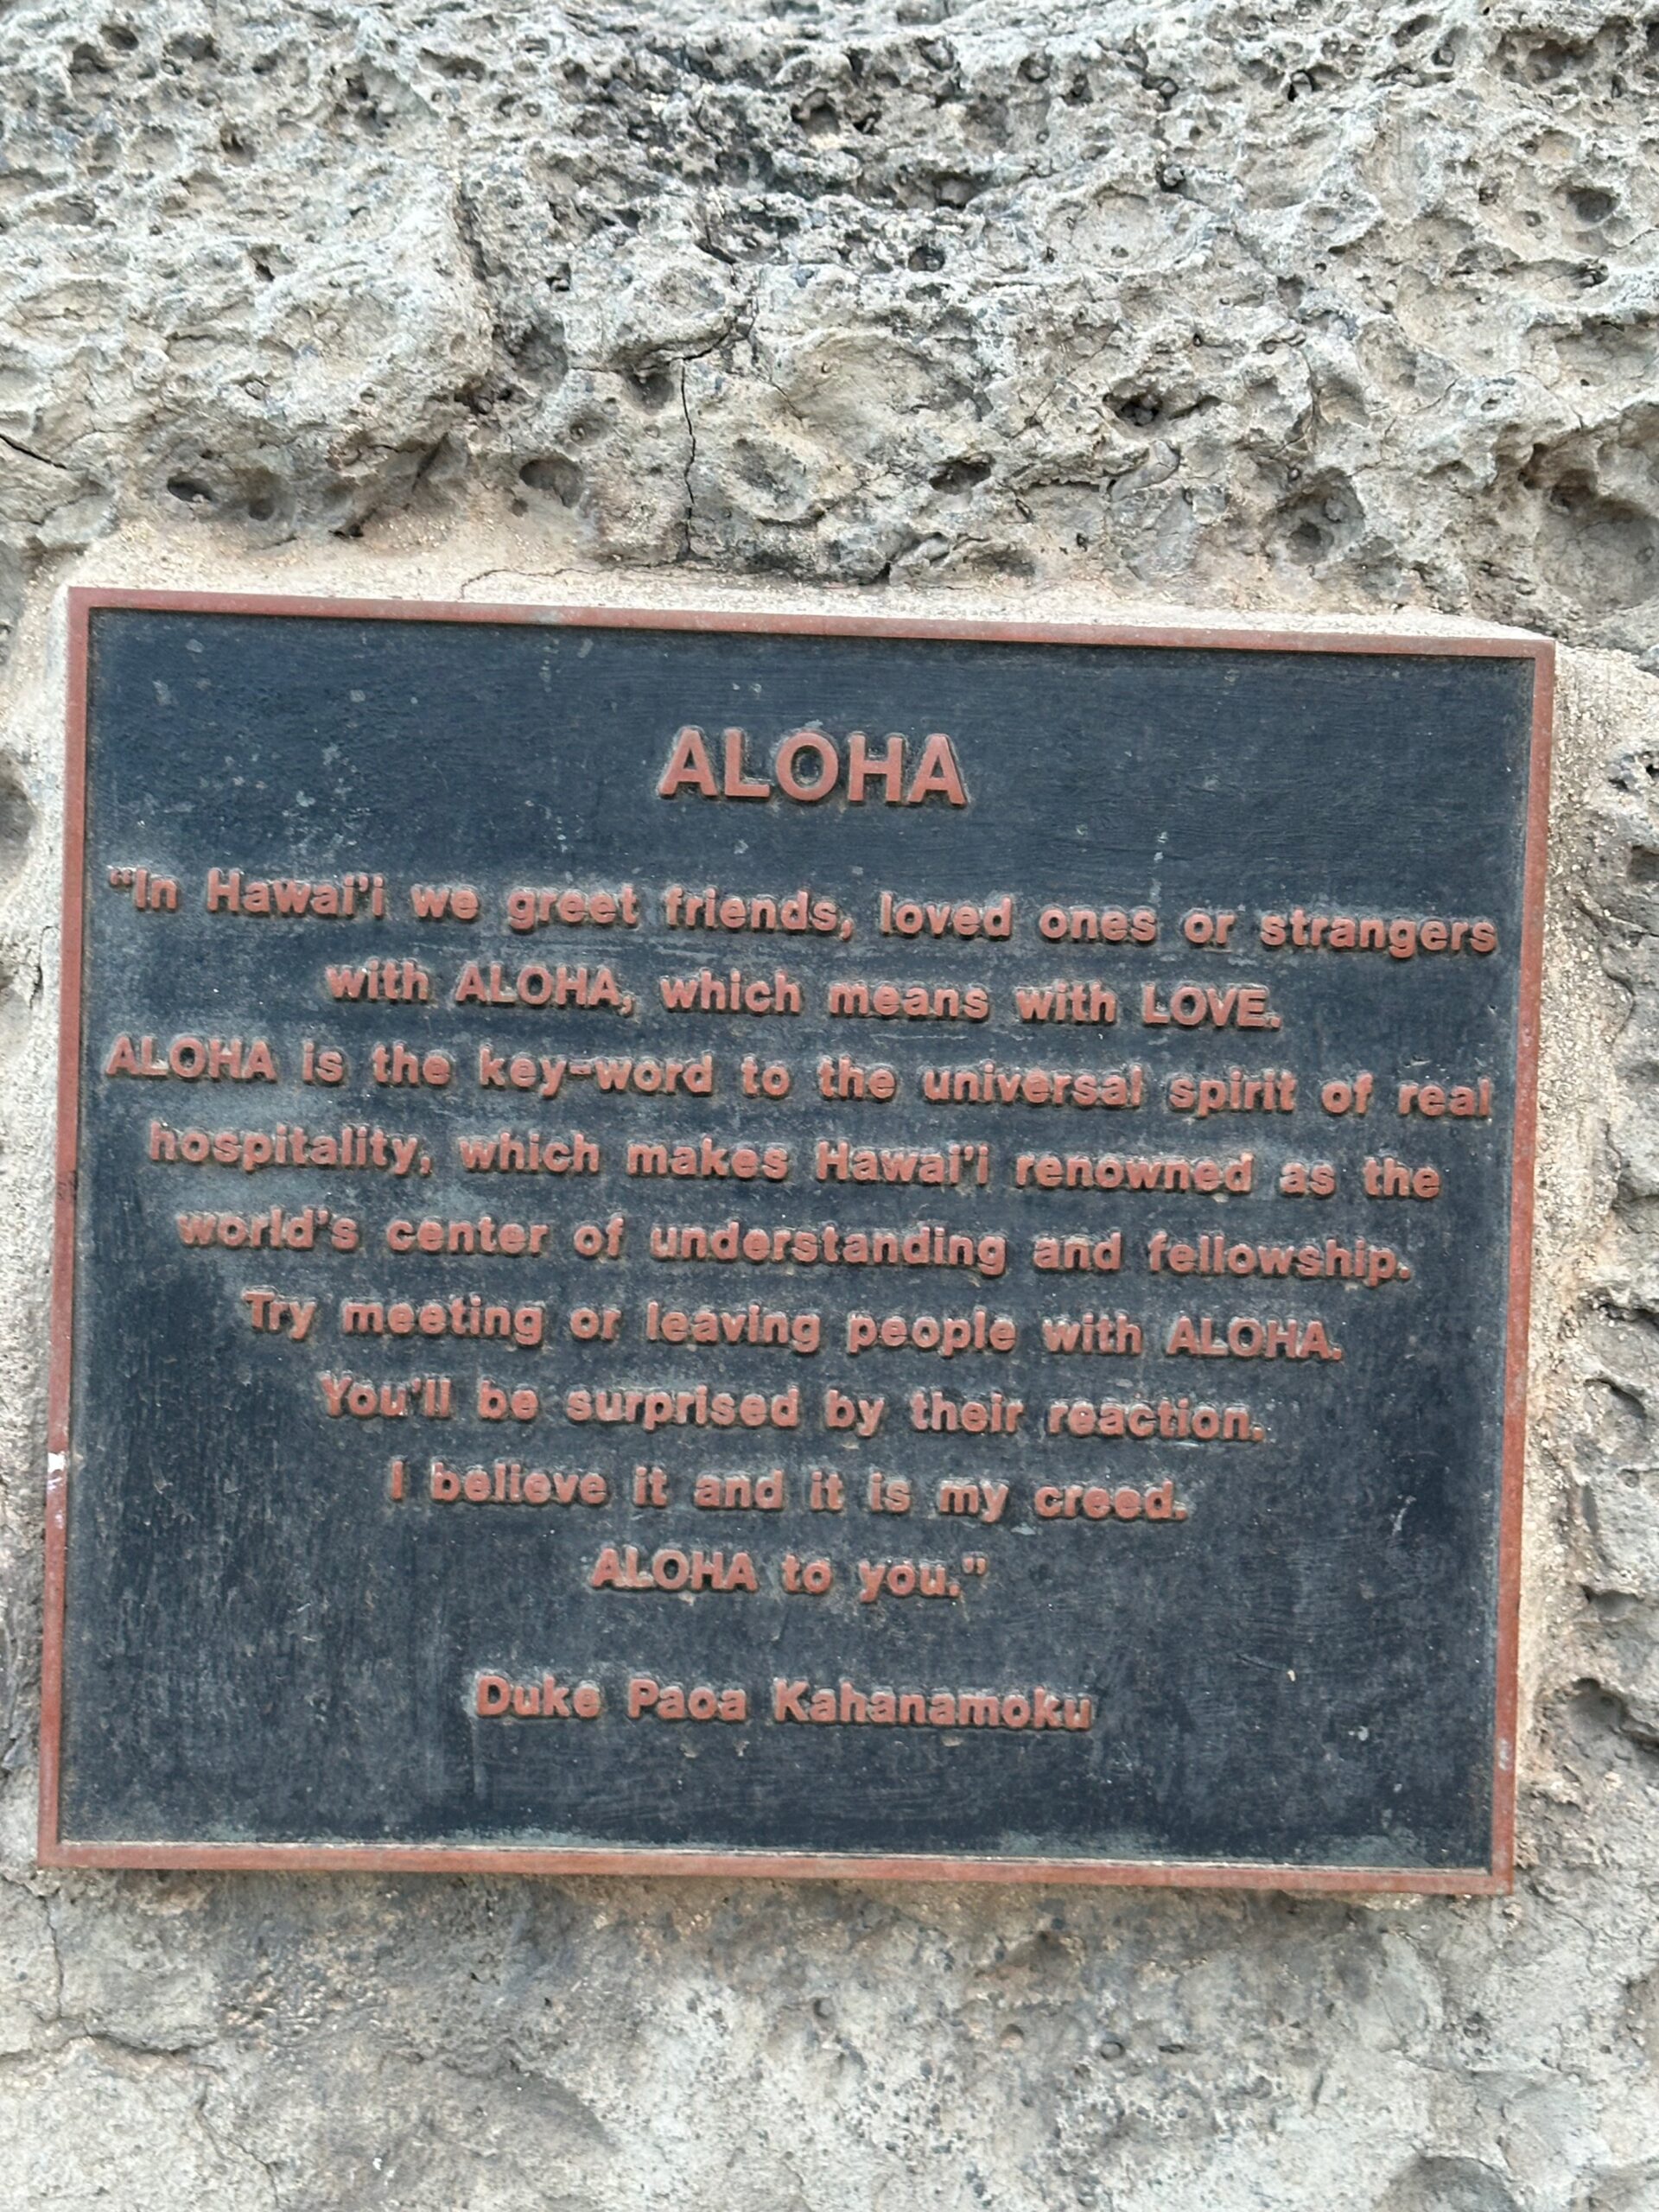 ALOHA
“In Hawai'i we greet friends, loved ones or strangers
with ALOHA, which means with LOVE.
ALOHA is the key-word to the universal spirit of real
hospitality, which makes Hawai'i renowned as the
world's center of understanding and fellowship.
Try meeting or leaving people with ALOHA.
You'll be surprised by their reaction.
I believe it and it is my creed.
ALOHA to you.”
Duke Paoa Kahanamoku